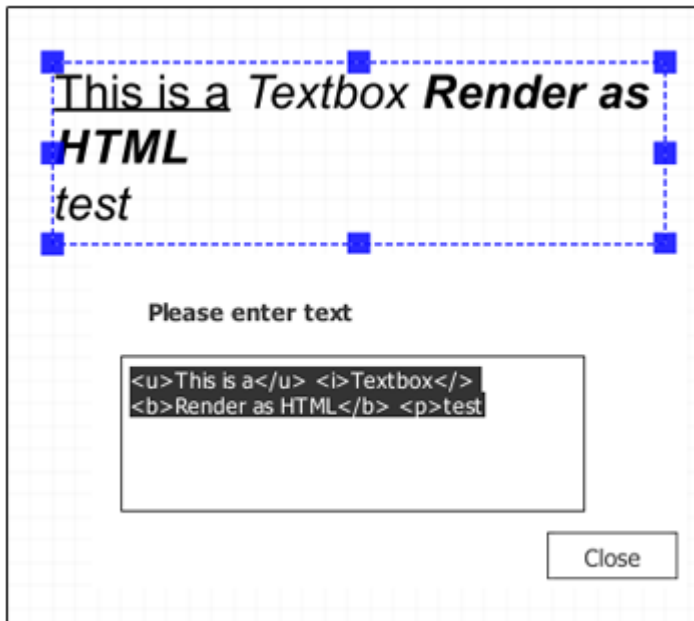 This is a Textbox Render as
HTML
test
Please enter text
<u>This is a</u> <i>Textbox</>
<b>Render as HTML</b> <p>test
Close